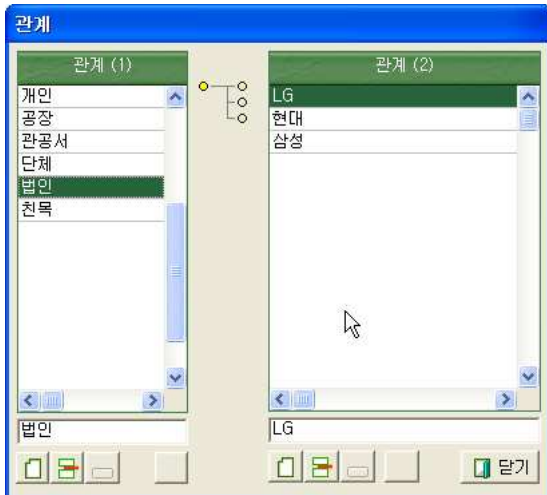 관계
관계 (1)
개인
공장
관공서
단체
법인
친목
법인
관계 (2)
LG
현대
삼성
LG
닫기